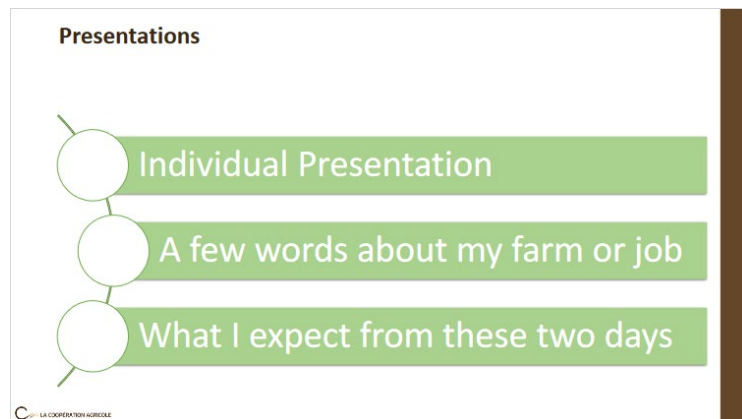 Presentations
Individual Presentation
A few words about my farm or job
What I expect from these two days
LA COOPÉRATION AGRICOLE